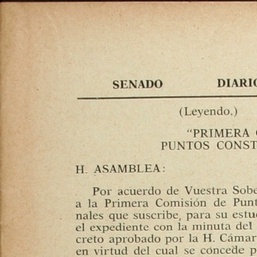 SENADO DIARIO
(Leyendo.)
"PRIMERA
PUNTOS CONST
H. ASAMBLEA:
Por acuerdo de Vuestra Sobe
a la Primera Comisión de Punt
nales que suscribe, para su estu
el expediente con la minuta del
creto aprobado por la H. Cámar
en virtud del cual se concede p